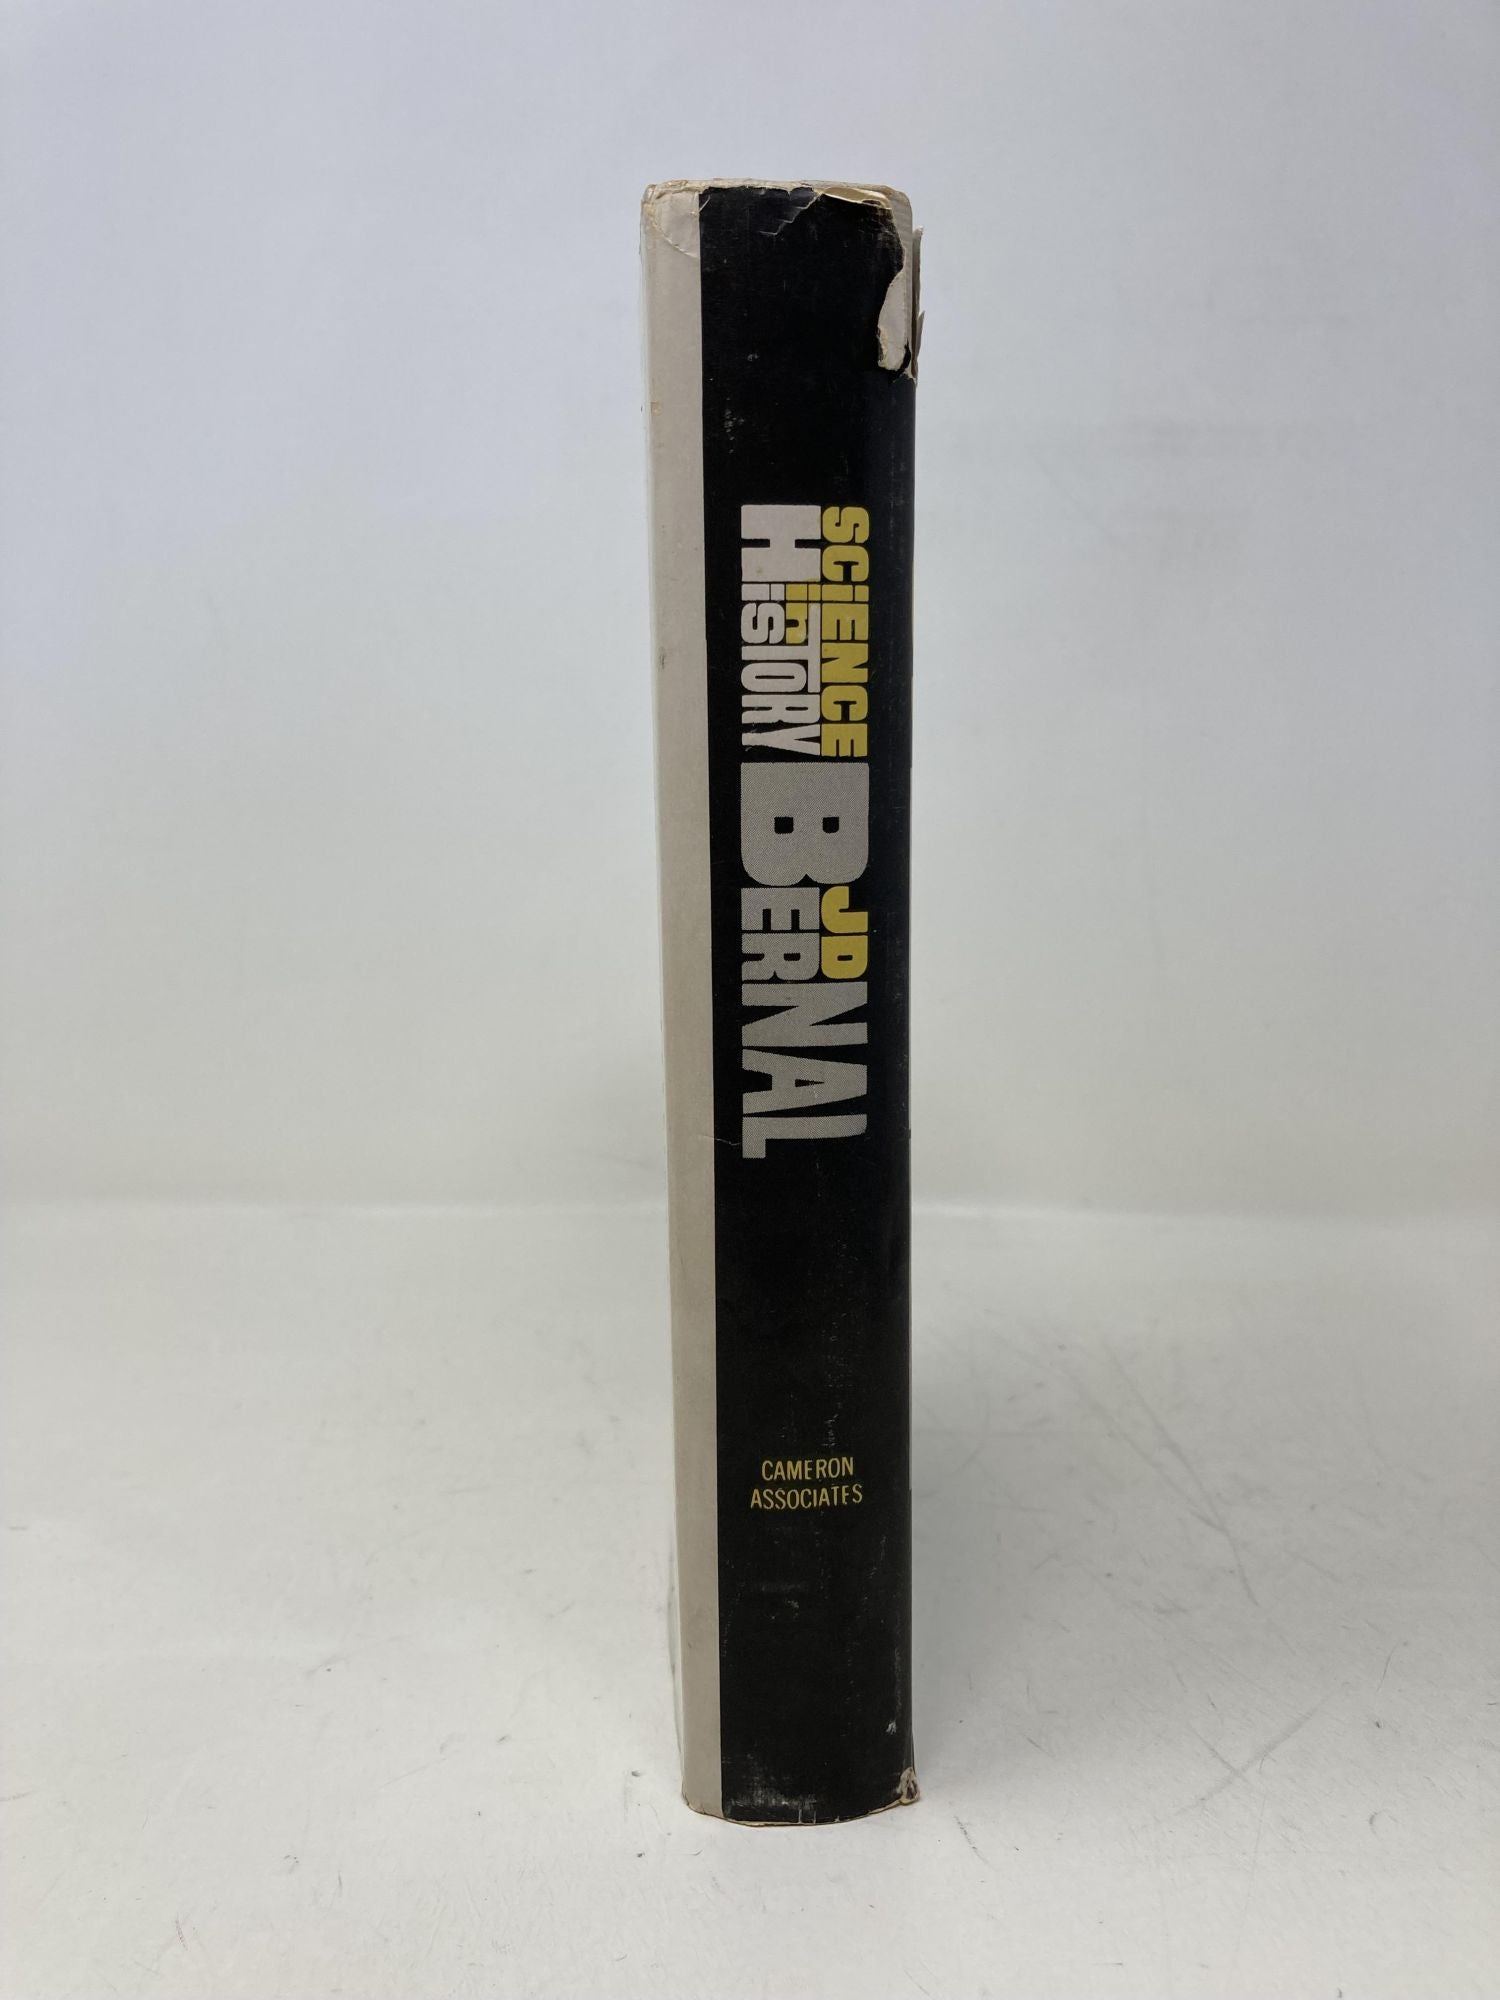 SCiENCE
in
HiSTORY
JD
BERNAL
CAMERON
ASSOCIATES